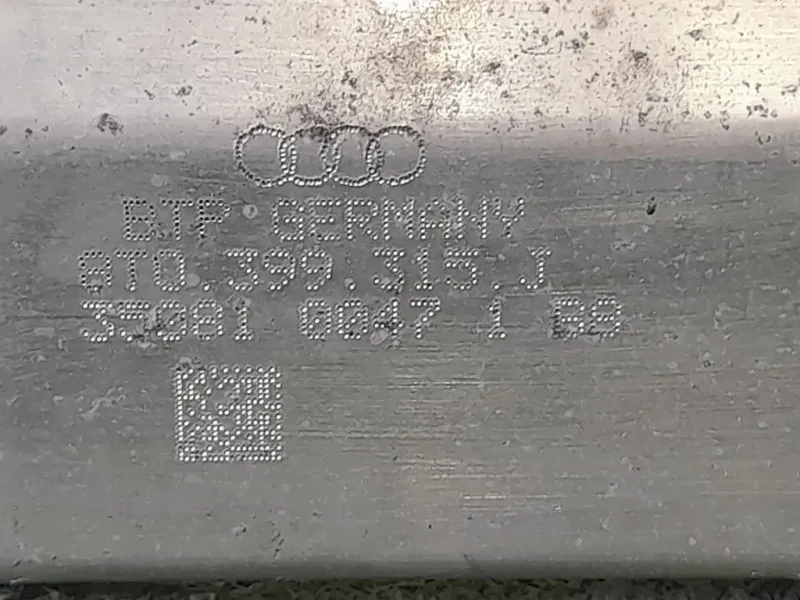 BTP GERMANY
8T0.399 315.J
35081 0047 1 B8